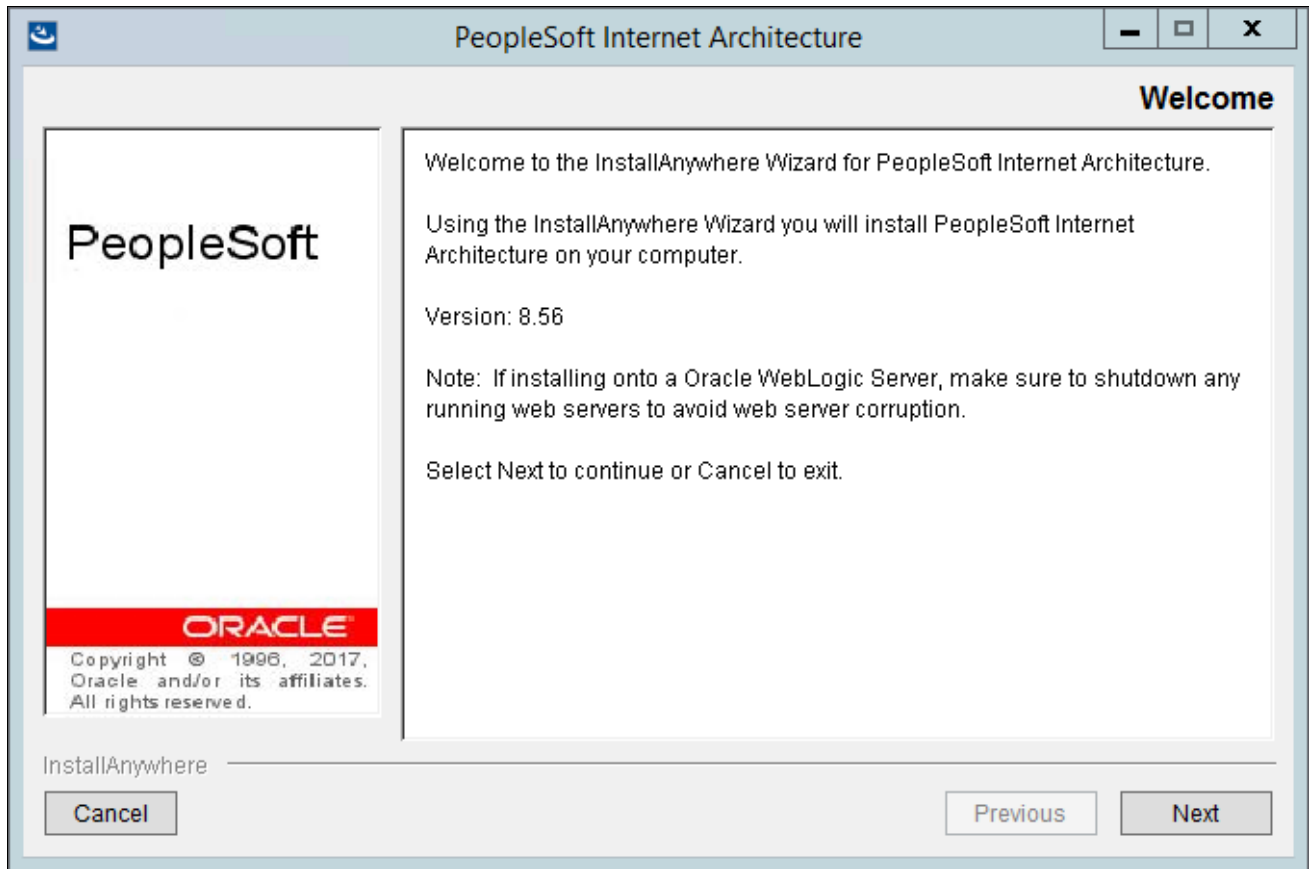 PeopleSoft Internet Architecture
Welcome
PeopleSoft
ORACLE
Copyright © 1996, 2017,
Oracle and/or its affiliates.
All rights reserved.
Welcome to the InstallAnywhere Wizard for PeopleSoft Internet Architecture.
Using the InstallAnywhere Wizard you will install PeopleSoft Internet
Architecture on your computer.
Version: 8.56
Note:  If installing onto a Oracle WebLogic Server, make sure to shutdown any
running web servers to avoid web server corruption.
Select Next to continue or Cancel to exit.
InstallAnywhere
Cancel
Previous
Next